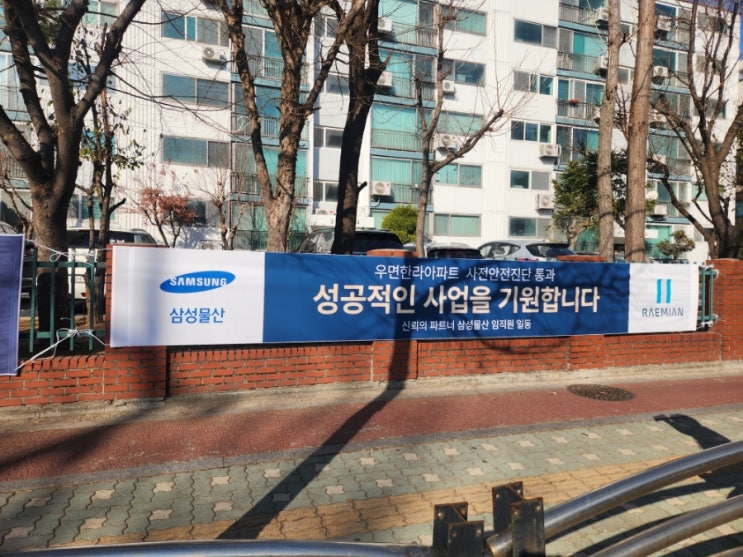 SAMSUNG
삼성물산
우면한라아파트 사전안전진단 통과
성공적인 사업을 기원합니다
신뢰의 파트너 삼성물산 임직원 일동
RAEMIAN